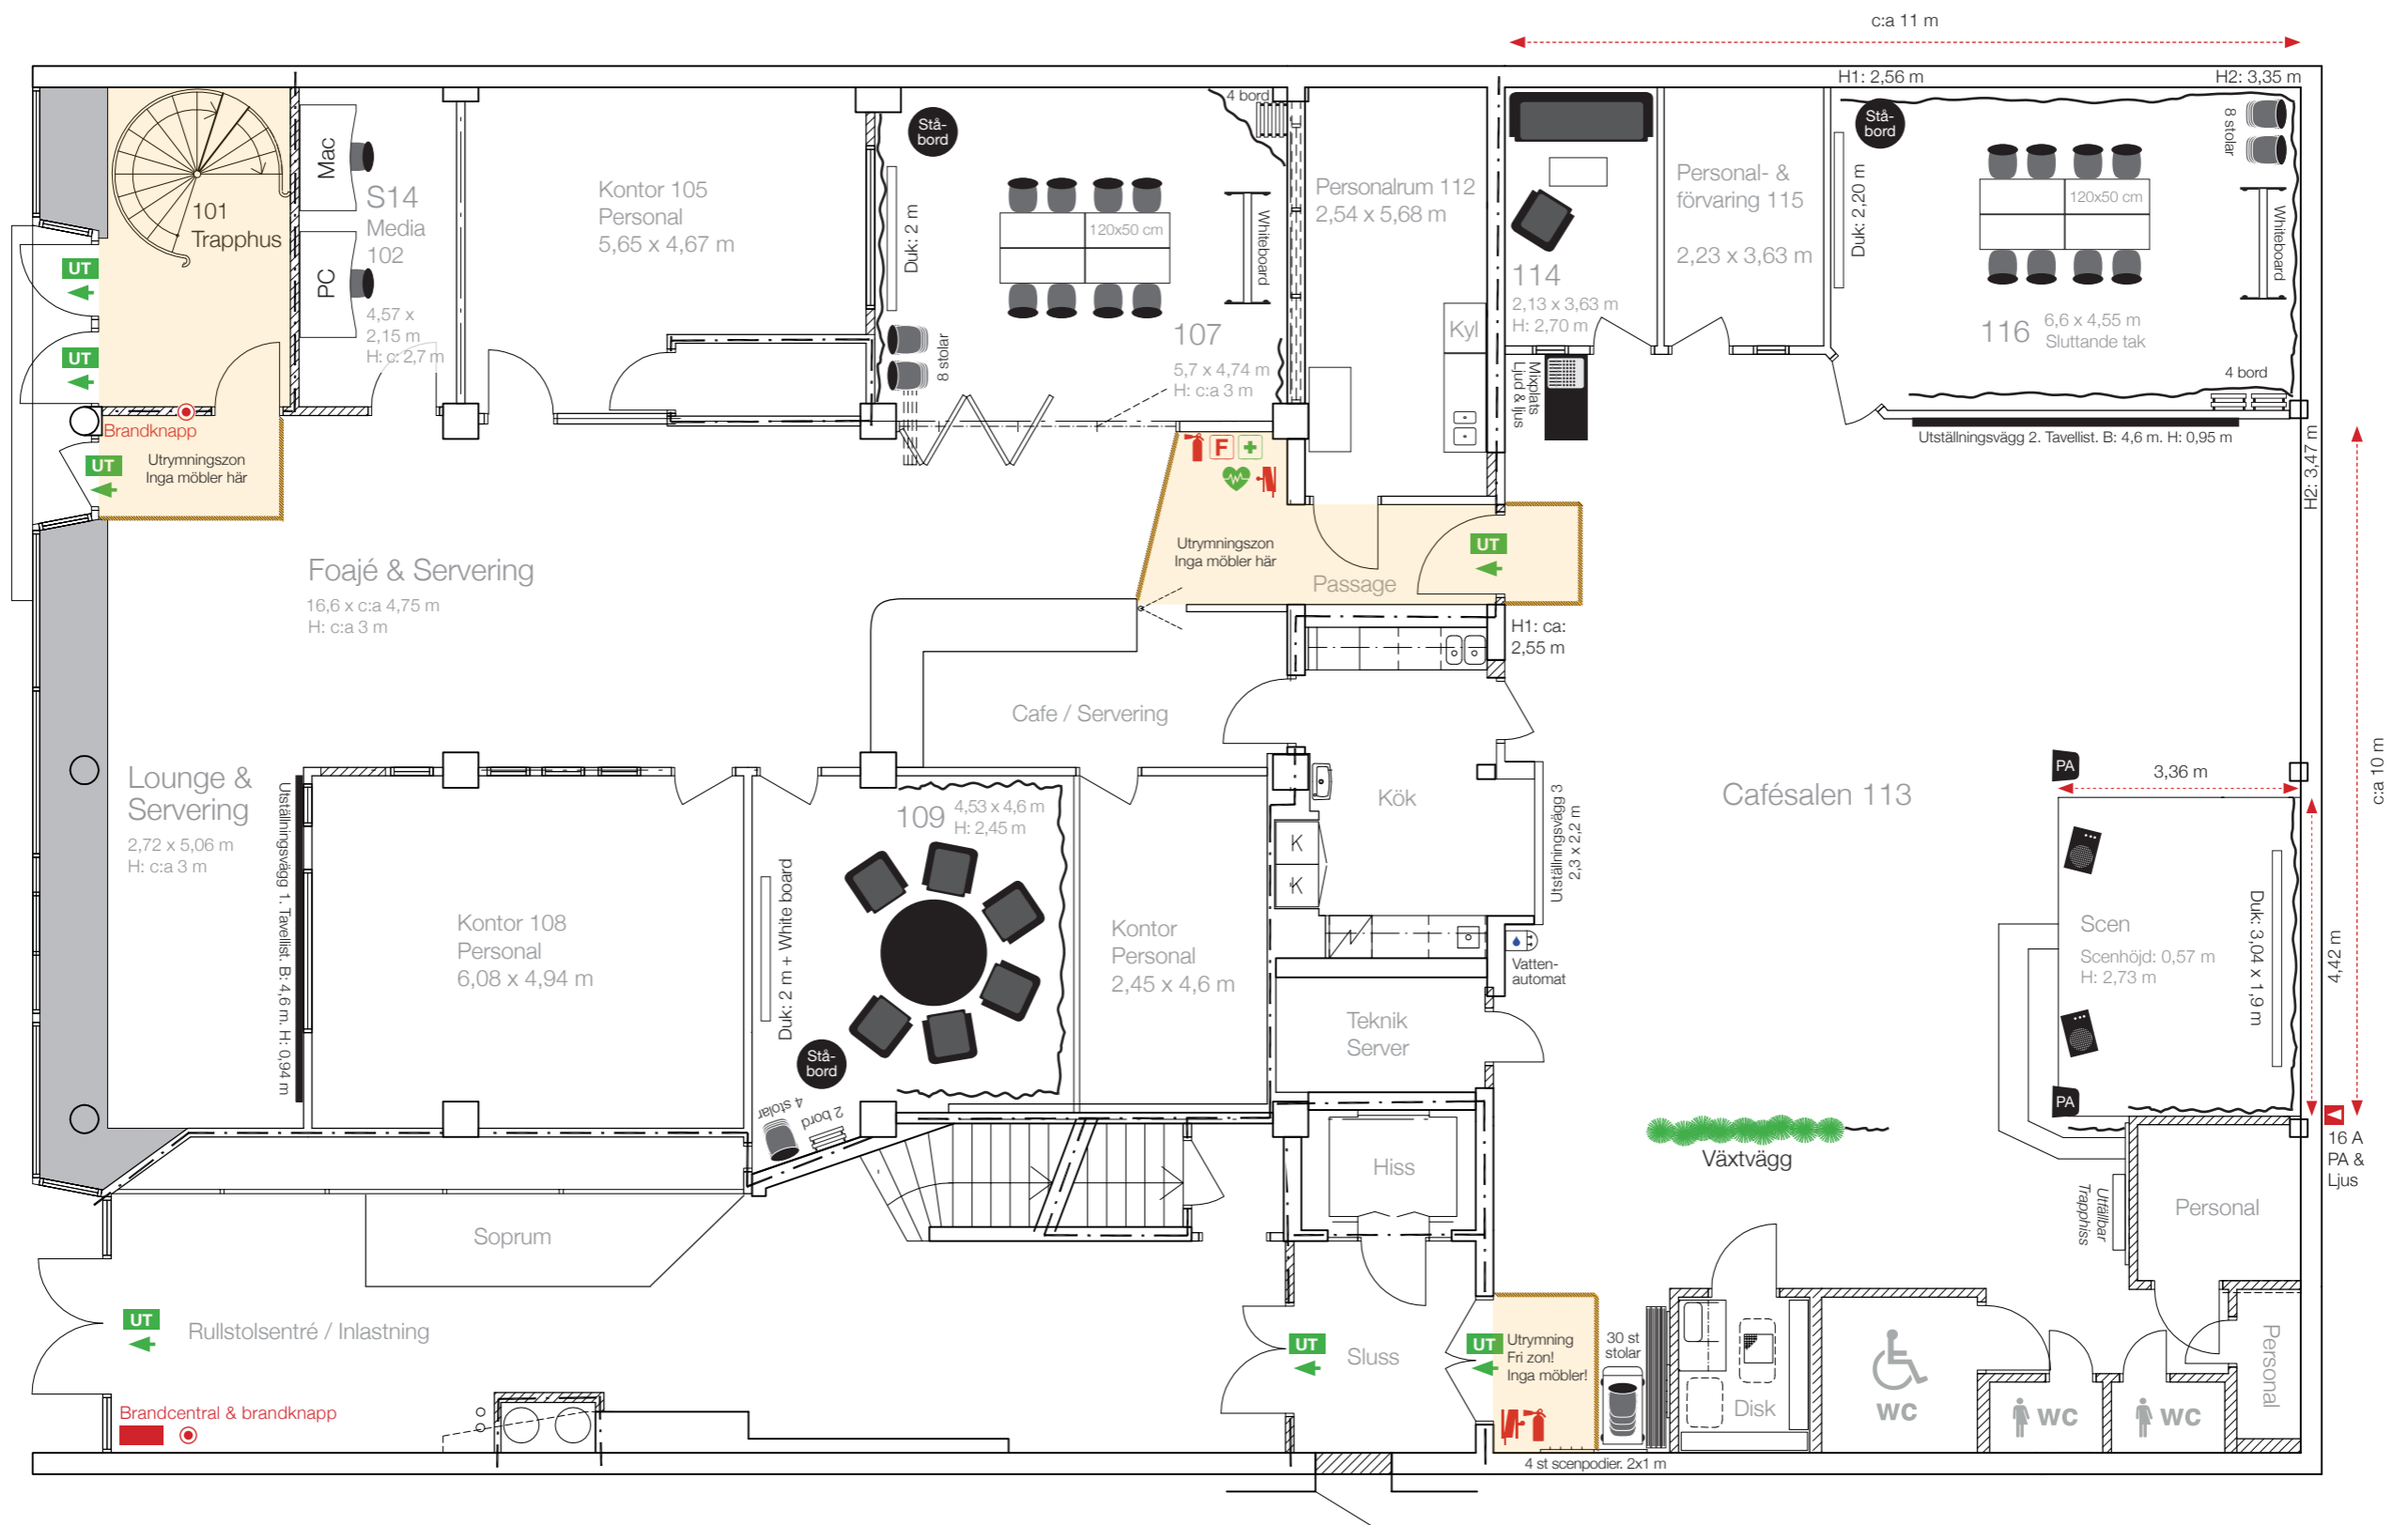 c:a 11 m
H1: 2,56 m
H2: 3,35 m
101
Trapphus
UT
UT
Brandknapp
UT
Utrymningszon
Inga möbler här
Mac
PC
S14
Media
102
4,57 x
2,15 m
H: c: 2,7 m
Kontor 105
Personal
5,65 x 4,67 m
Stå-
bord
4 bord
Duk: 2 m
120x50 cm
Whiteboard
8 stolar
107
5,7 x 4,74 m
H: c:a 3 m
Personalrum 112
2,54 x 5,68 m
Kyl
114
2,13 x 3,63 m
H: 2,70 m
Mixplats
Ljud & ljus
Personal- &
förvaring 115
2,23 x 3,63 m
Duk: 2,20 m
Stå-
bord
8 stolar
120x50 cm
Whiteboard
116
6,6 x 4,55 m
Sluttande tak
4 bord
Utställningsvägg 2. Tavellist. B: 4,6 m. H: 0,95 m
H2: 3,47 m
c:a 10 m
F
Utrymningszon
Inga möbler här
Passage
UT
H1: ca:
2,55 m
Foajé & Servering
16,6 x c:a 4,75 m
H: c:a 3 m
Cafe / Servering
Lounge &
Servering
2,72 x 5,06 m
H: c:a 3 m
Utställningsvägg 1. Tavellist. B: 4,6 m. H: 0,94 m
Kontor 108
Personal
6,08 x 4,94 m
109
4,53 x 4,6 m
H: 2,45 m
Duk: 2 m + White board
Stå-
bord
4 stolar
2 bord
Kontor
Personal
2,45 x 4,6 m
Kök
K
K
Utställningsvägg 3
2,3 x 2,2 m
Vatten-
automat
Teknik
Server
Cafésalen 113
PA
3,36 m
Scen
Scenhöjd: 0,57 m
H: 2,73 m
Duk: 3,04 x 1,9 m
4,42 m
PA
16 A
PA &
Ljus
Växtvägg
Utfällbar
Trapphiss
Personal
Personal
Hiss
Soprum
UT
Rullstolsentré / Inlastning
Brandcentral & brandknapp
UT
Sluss
UT
Utrymning
Fri zon!
Inga möbler!
30 st
stolar
4 st scenpodier. 2x1 m
Disk
WC
WC
WC